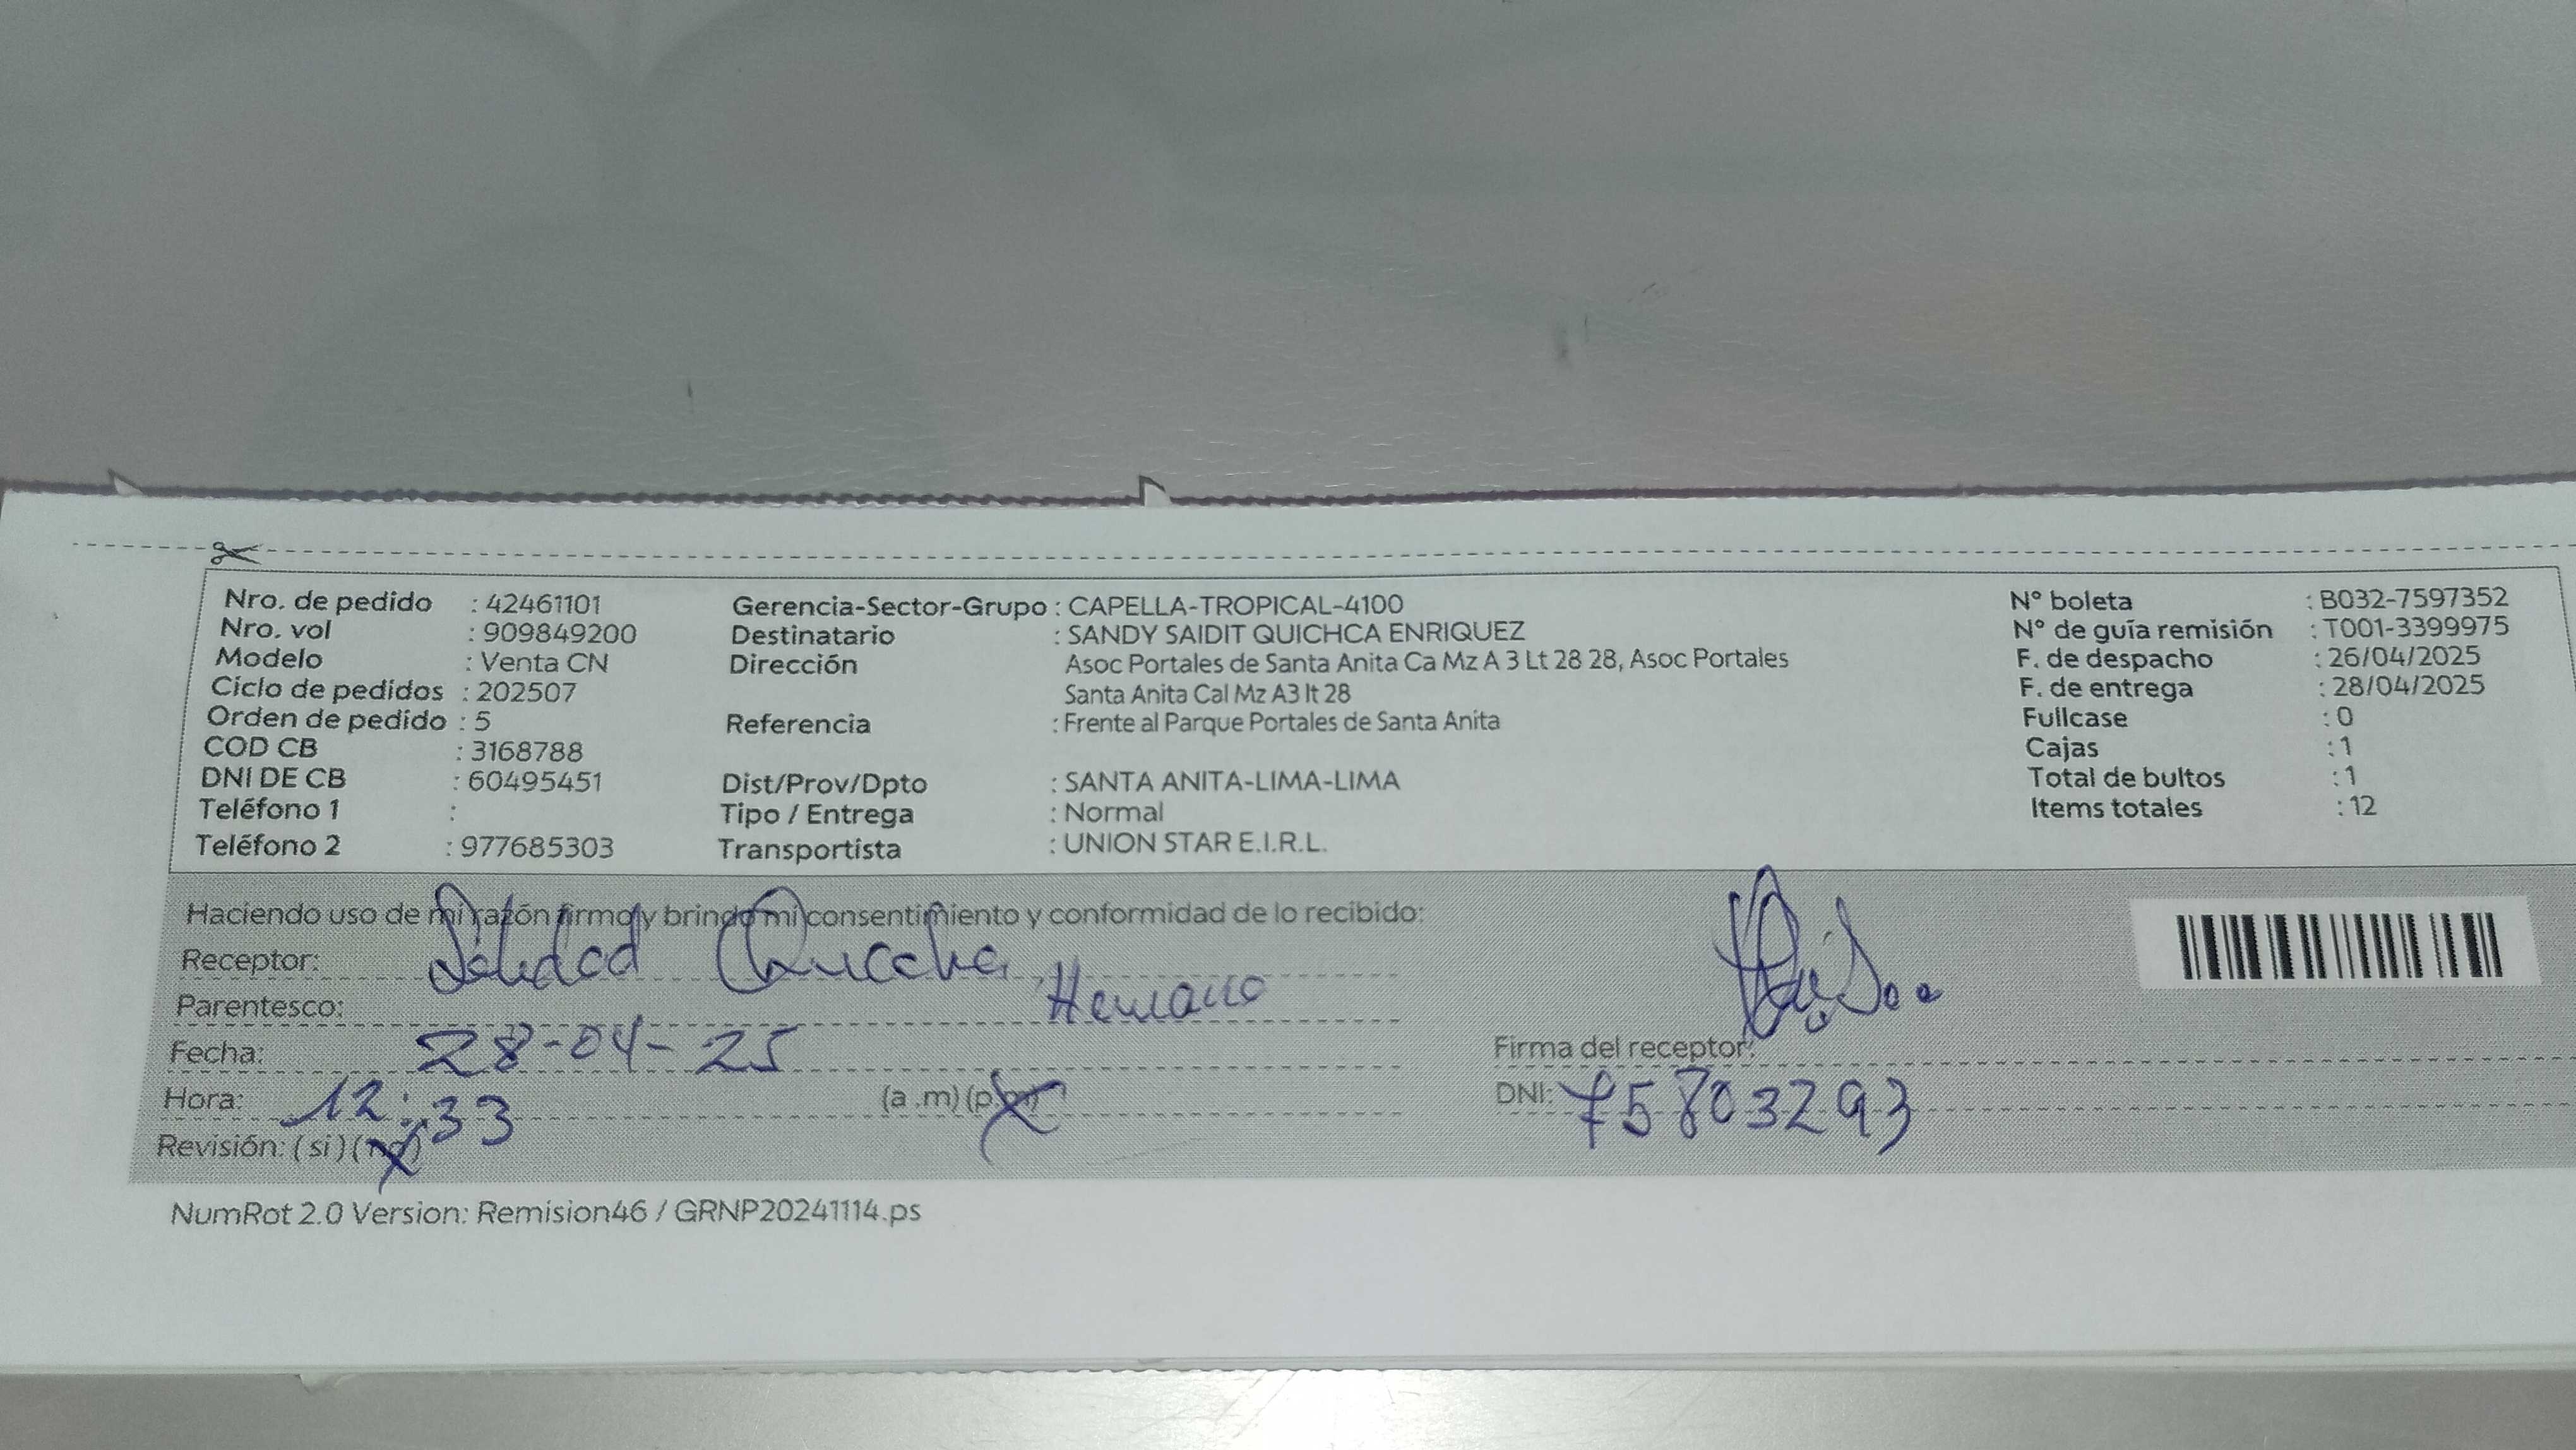 Nro. de pedido : 42461101 Gerencia-Sector-Grupo : CAPELLA-TROPICAL-4100 N° boleta : B032-7597352
Nro. vol : 909849200 Destinatario : SANDY SAIDIT QUICHCA ENRIQUEZ N° de guía remisión : T001-3399975
Modelo : Venta CN Dirección Asoc Portales de Santa Anita Ca Mz A 3 Lt 28 28, Asoc Portales F. de despacho : 26/04/2025
Ciclo de pedidos : 202507 Santa Anita Cal Mz A3 lt 28 F. de entrega : 28/04/2025
Orden de pedido : 5 Referencia : Frente al Parque Portales de Santa Anita Fullcase : 0
COD CB : 3168788 Cajas : 1
DNI DE CB : 60495451 Dist/Prov/Dpto : SANTA ANITA-LIMA-LIMA Total de bultos : 1
Teléfono 1 : Tipo / Entrega : Normal Items totales : 12
Teléfono 2 : 977685303 Transportista : UNION STAR E.I.R.L.
Haciendo uso de mi razón firmo y brindo mi consentimiento y conformidad de lo recibido:
Receptor: Soledad
Parentesco: Hermano
Fecha: 28-04-25 Firma del receptor:
Hora: 12:33 (a .m) (p.m) DNI: 75803293
Revisión: ( si ) ( no )
NumRot 2.0 Version: Remision46 / GRNP20241114.ps